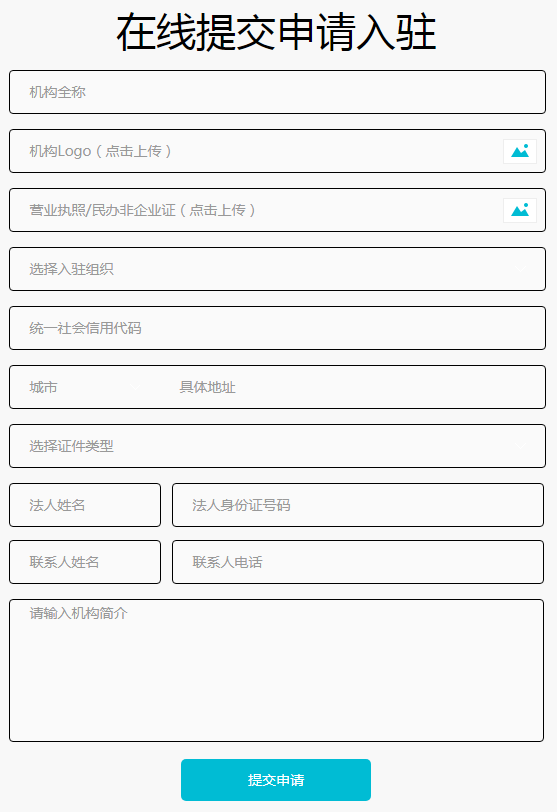 在线提交申请入驻
机构全称
机构Logo（点击上传）
营业执照/民办非企业证（点击上传）
选择入驻组织
统一社会信用代码
城市 具体地址
选择证件类型
法人姓名 法人身份证号码
联系人姓名 联系人电话
请输入机构简介
提交申请